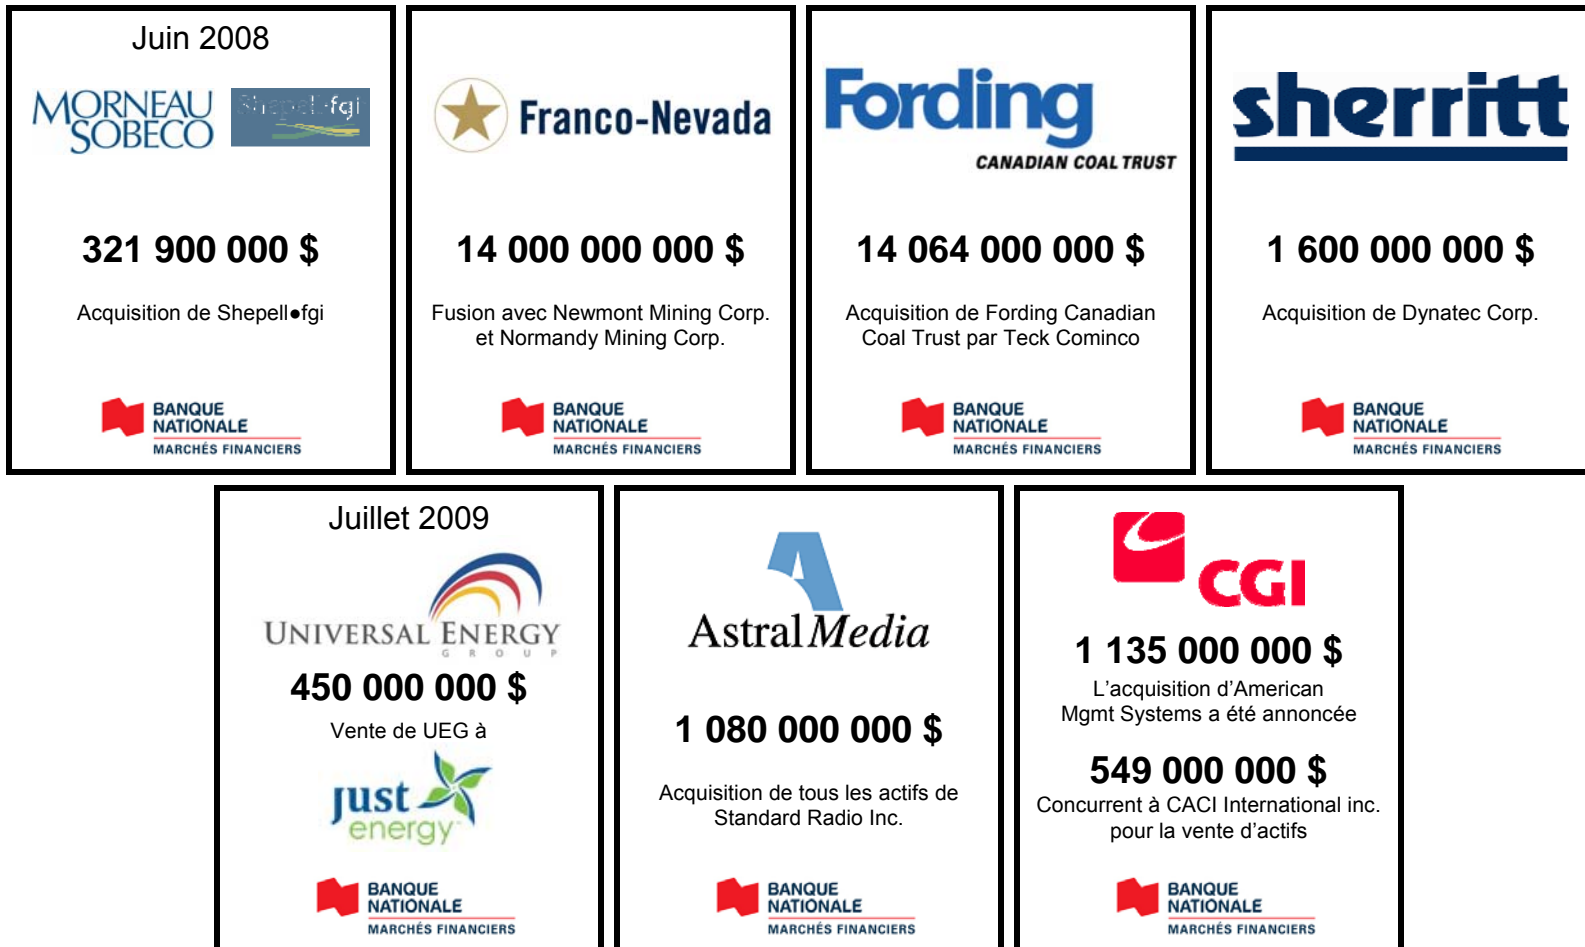 Juin 2008
MORNEAU
SOBECO
Shepell•fgi
321 900 000 $
Acquisition de Shepell●fgi
BANQUE
NATIONALE
MARCHÉS FINANCIERS
Franco-Nevada
14 000 000 000 $
Fusion avec Newmont Mining Corp.
et Normandy Mining Corp.
BANQUE
NATIONALE
MARCHÉS FINANCIERS
Fording
CANADIAN COAL TRUST
14 064 000 000 $
Acquisition de Fording Canadian
Coal Trust par Teck Cominco
BANQUE
NATIONALE
MARCHÉS FINANCIERS
sherritt
1 600 000 000 $
Acquisition de Dynatec Corp.
BANQUE
NATIONALE
MARCHÉS FINANCIERS
Juillet 2009
UNIVERSAL ENERGY
GROUP
450 000 000 $
Vente de UEG à
just
energy
BANQUE
NATIONALE
MARCHÉS FINANCIERS
Astral Media
1 080 000 000 $
Acquisition de tous les actifs de
Standard Radio Inc.
BANQUE
NATIONALE
MARCHÉS FINANCIERS
CGI
1 135 000 000 $
L’acquisition d’American
Mgmt Systems a été annoncée
549 000 000 $
Concurrent à CACI International inc.
pour la vente d’actifs
BANQUE
NATIONALE
MARCHÉS FINANCIERS